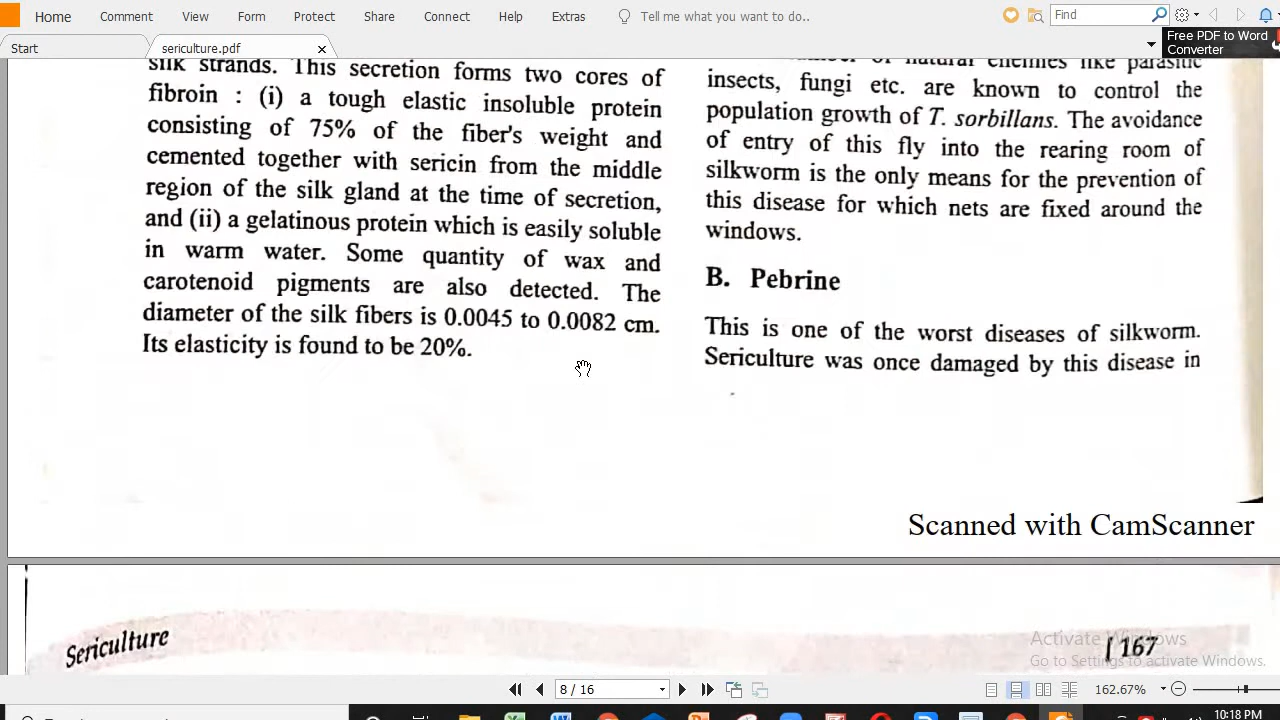 Home Comment View Form Protect Share Connect Help Extras Tell me what you want to do.. Find
Start sericulture.pdf x
Free PDF to Word
Converter
silk strands. This secretion forms two cores of
fibroin : (i) a tough elastic insoluble protein
consisting of 75% of the fiber's weight and
cemented together with sericin from the middle
region of the silk gland at the time of secretion,
and (ii) a gelatinous protein which is easily soluble
in warm water. Some quantity of wax and
carotenoid pigments are also detected. The
diameter of the silk fibers is 0.0045 to 0.0082 cm.
Its elasticity is found to be 20%.
of natural enemies like parasitic
insects, fungi etc. are known to control the
population growth of T. sorbillans. The avoidance
of entry of this fly into the rearing room of
silkworm is the only means for the prevention of
this disease for which nets are fixed around the
windows.
B. Pebrine
This is one of the worst diseases of silkworm.
Sericulture was once damaged by this disease in
Scanned with CamScanner
Sericulture
[ 167
Activate Windows
Go to Settings to activate Windows.
8 / 16
162.67%
10:18 PM